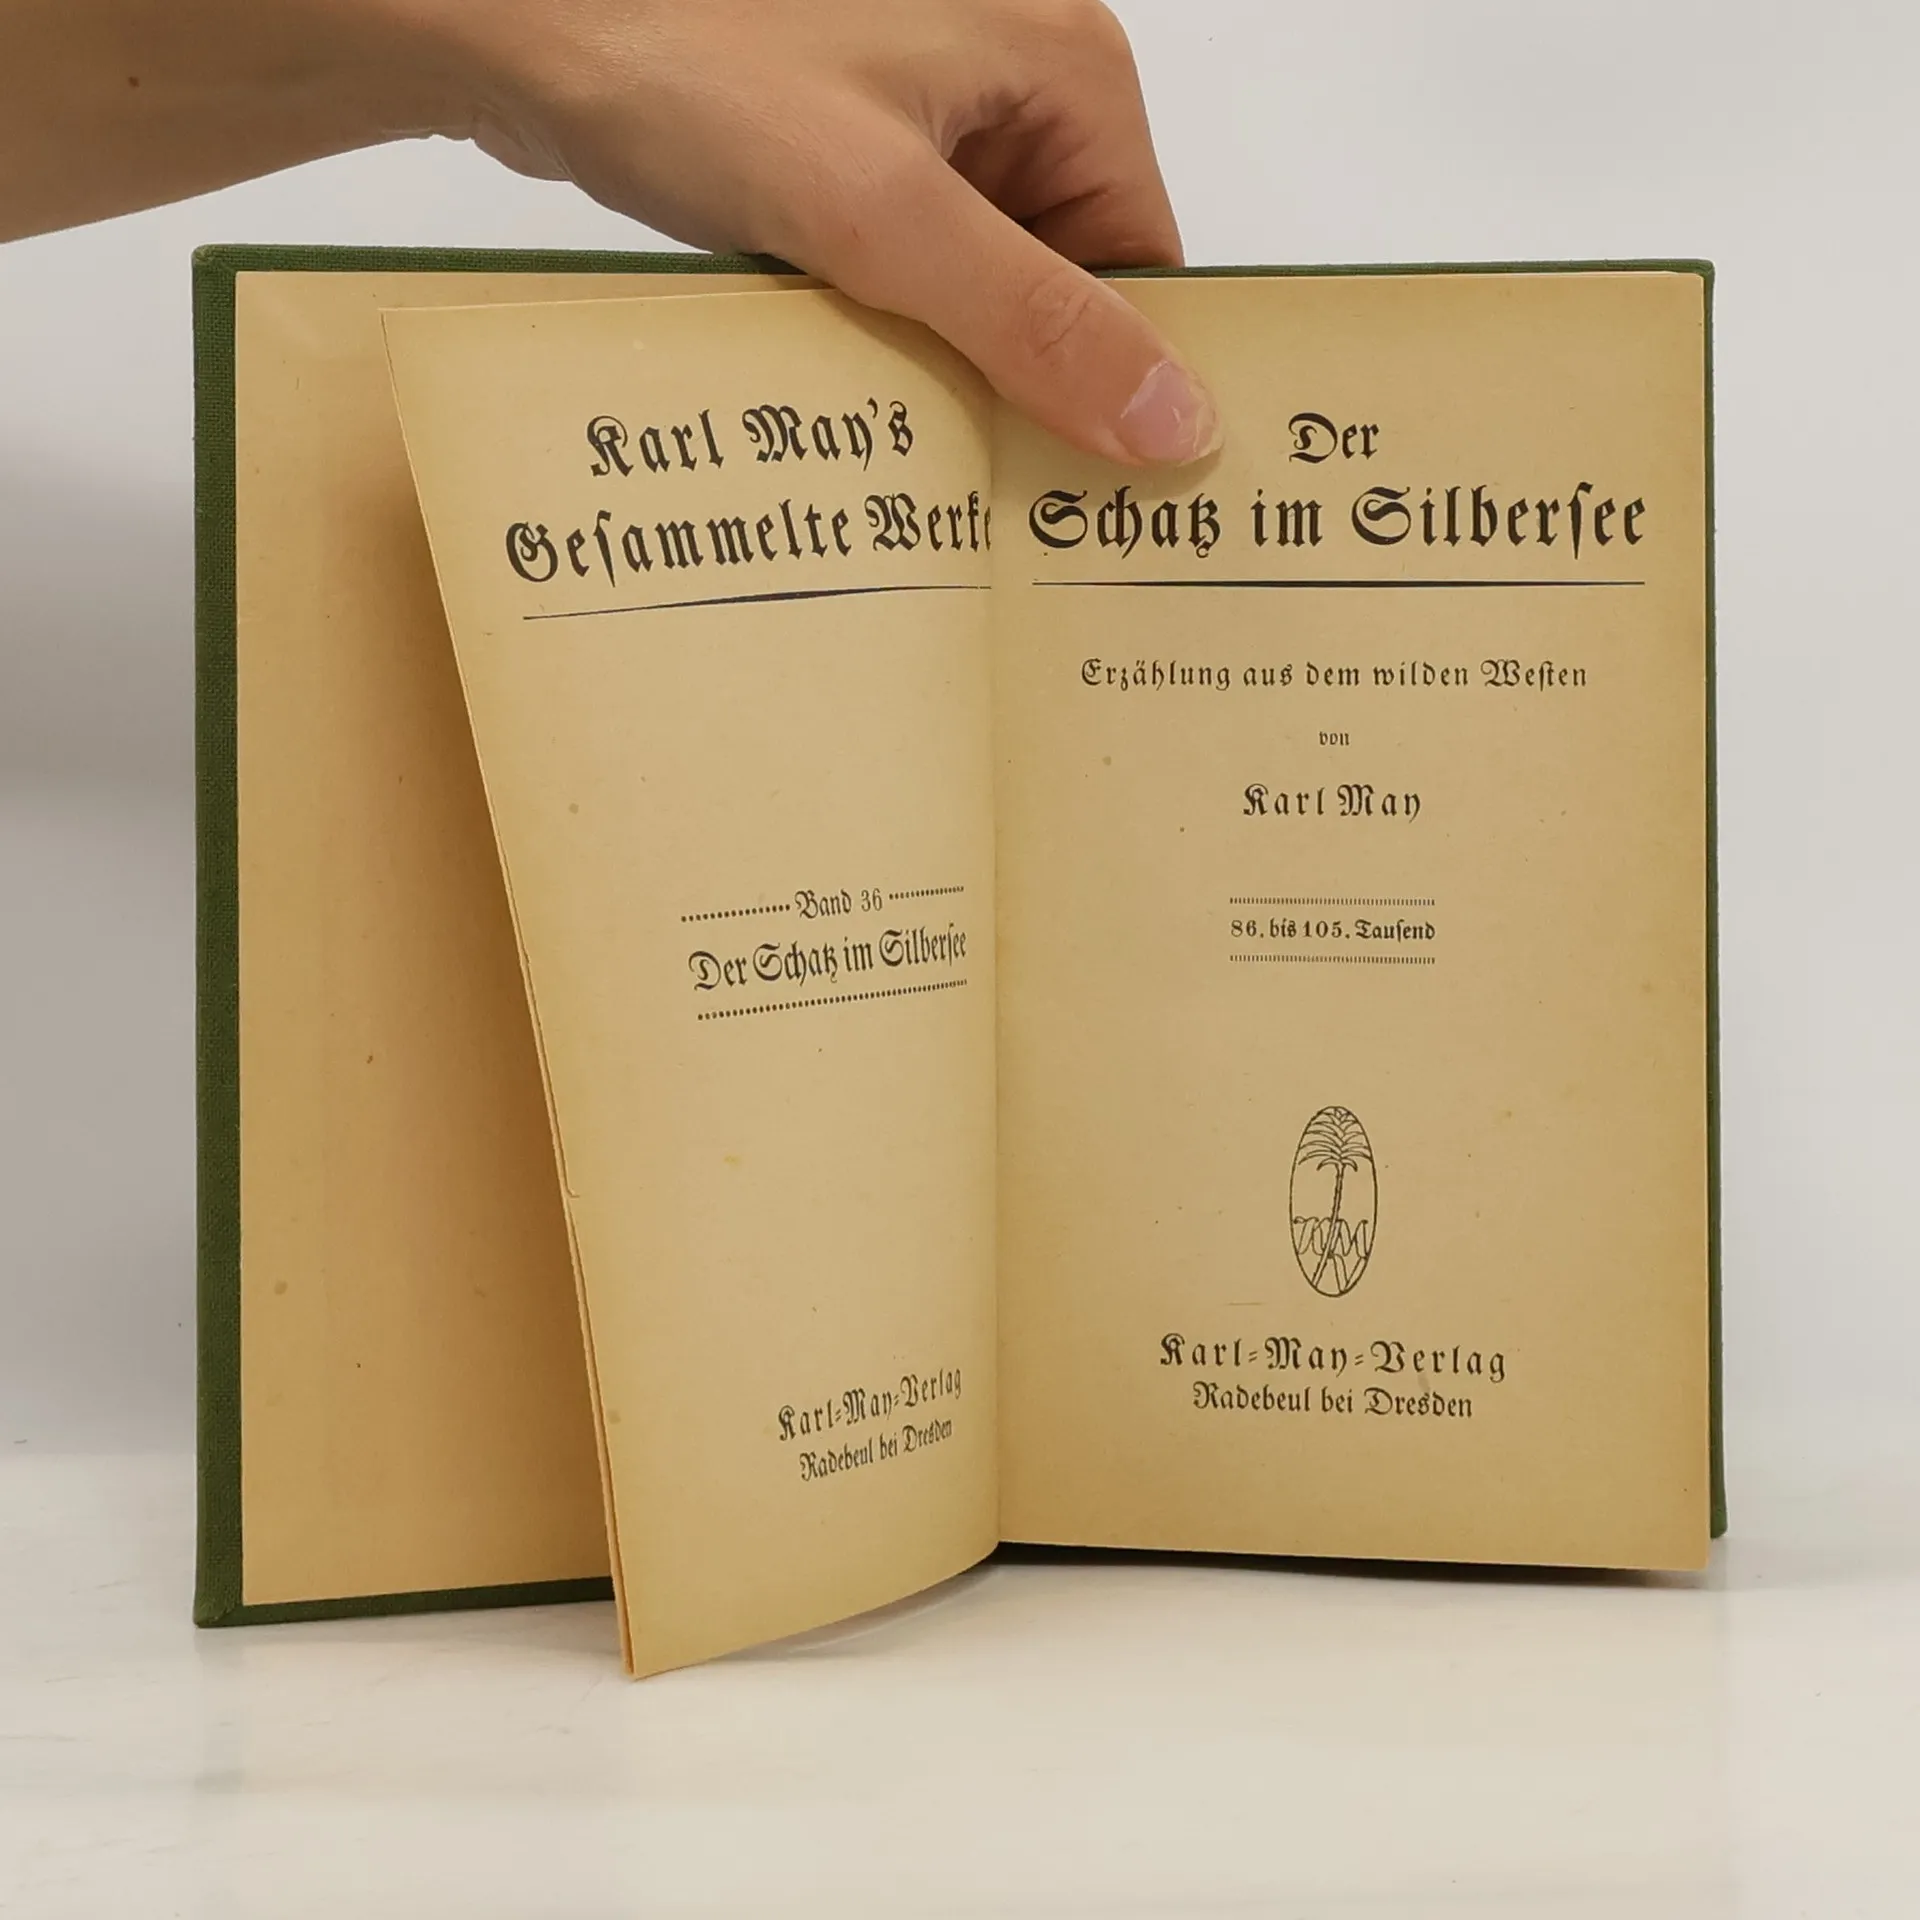 Karl May's
Gesammelte Werke
Band 36
Der Schatz im Silbersee
Karl-May-Verlag
Radebeul bei Dresden
Der
Schatz im Silbersee
Erzählung aus dem wilden Westen
von
Karl May
86. bis 105. Tausend
KM
V
Karl-May-Verlag
Radebeul bei Dresden